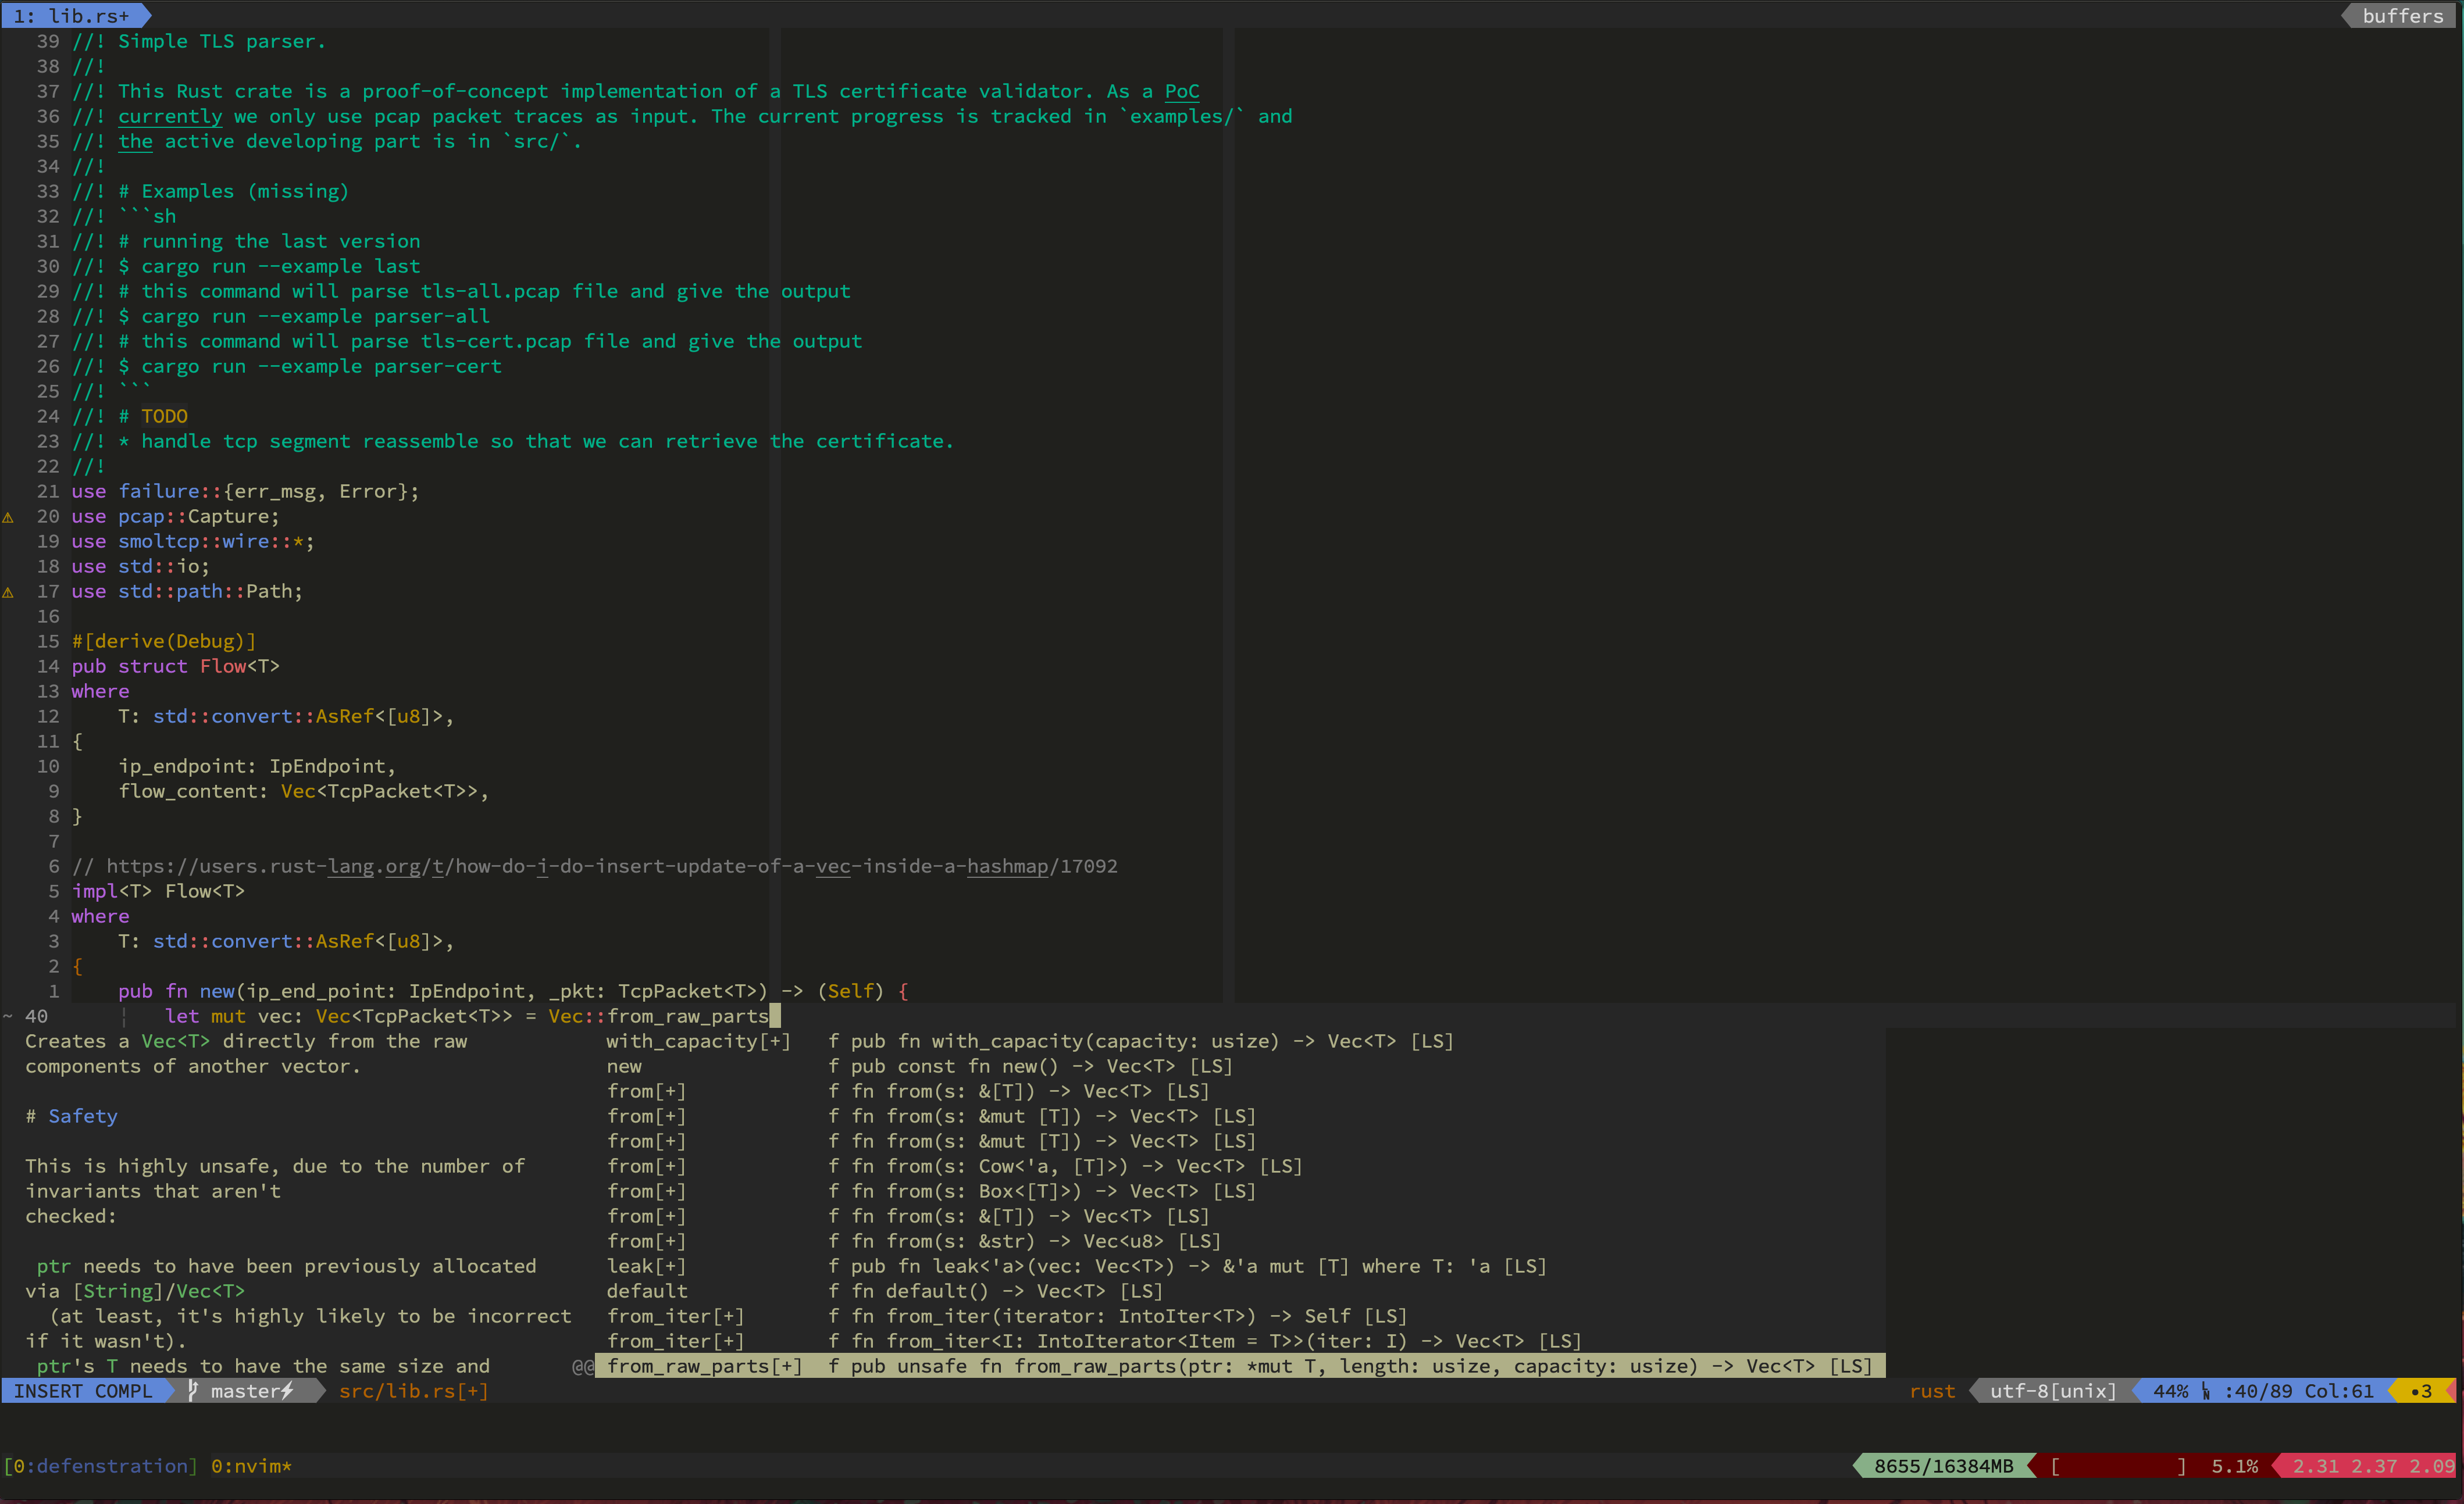 1: lib.rs+ buffers
39 //! Simple TLS parser.
38 //!
37 //! This Rust crate is a proof-of-concept implementation of a TLS certificate validator. As a PoC
36 //! currently we only use pcap packet traces as input. The current progress is tracked in `examples/` and
35 //! the active developing part is in `src/`.
34 //!
33 //! # Examples (missing)
32 //! ```sh
31 //! # running the last version
30 //! $ cargo run --example last
29 //! # this command will parse tls-all.pcap file and give the output
28 //! $ cargo run --example parser-all
27 //! # this command will parse tls-cert.pcap file and give the output
26 //! $ cargo run --example parser-cert
25 //! ```
24 //! # TODO
23 //! * handle tcp segment reassemble so that we can retrieve the certificate.
22 //!
21 use failure::{err_msg, Error};
⚠ 20 use pcap::Capture;
19 use smoltcp::wire::*;
18 use std::io;
⚠ 17 use std::path::Path;
16
15 #[derive(Debug)]
14 pub struct Flow<T>
13 where
12     T: std::convert::AsRef<[u8]>,
11 {
10     ip_endpoint: IpEndpoint,
9     flow_content: Vec<TcpPacket<T>>,
8 }
7
6 // https://users.rust-lang.org/t/how-do-i-do-insert-update-of-a-vec-inside-a-hashmap/17092
5 impl<T> Flow<T>
4 where
3     T: std::convert::AsRef<[u8]>,
2 {
1     pub fn new(ip_end_point: IpEndpoint, _pkt: TcpPacket<T>) -> (Self) {
~ 40     ¦   let mut vec: Vec<TcpPacket<T>> = Vec::from_raw_parts
Creates a Vec<T> directly from the raw with_capacity[+] f pub fn with_capacity(capacity: usize) -> Vec<T> [LS]
components of another vector. new f pub const fn new() -> Vec<T> [LS]
from[+] f fn from(s: &[T]) -> Vec<T> [LS]
# Safety from[+] f fn from(s: &mut [T]) -> Vec<T> [LS]
from[+] f fn from(s: &mut [T]) -> Vec<T> [LS]
This is highly unsafe, due to the number of from[+] f fn from(s: Cow<'a, [T]>) -> Vec<T> [LS]
invariants that aren't from[+] f fn from(s: Box<[T]>) -> Vec<T> [LS]
checked: from[+] f fn from(s: &[T]) -> Vec<T> [LS]
from[+] f fn from(s: &str) -> Vec<u8> [LS]
ptr needs to have been previously allocated leak[+] f pub fn leak<'a>(vec: Vec<T>) -> &'a mut [T] where T: 'a [LS]
via [String]/Vec<T> default f fn default() -> Vec<T> [LS]
(at least, it's highly likely to be incorrect from_iter[+] f fn from_iter(iterator: IntoIter<T>) -> Self [LS]
if it wasn't). from_iter[+] f fn from_iter<I: IntoIterator<Item = T>>(iter: I) -> Vec<T> [LS]
ptr's T needs to have the same size and @@ from_raw_parts[+] f pub unsafe fn from_raw_parts(ptr: *mut T, length: usize, capacity: usize) -> Vec<T> [LS]
INSERT COMPL master⚡ src/lib.rs[+] rust utf-8[unix] 44% ㏑ :40/89 Col:61 •3
[0:defenstration] 0:nvim* 8655/16384MB [ ] 5.1% 2.31 2.37 2.09